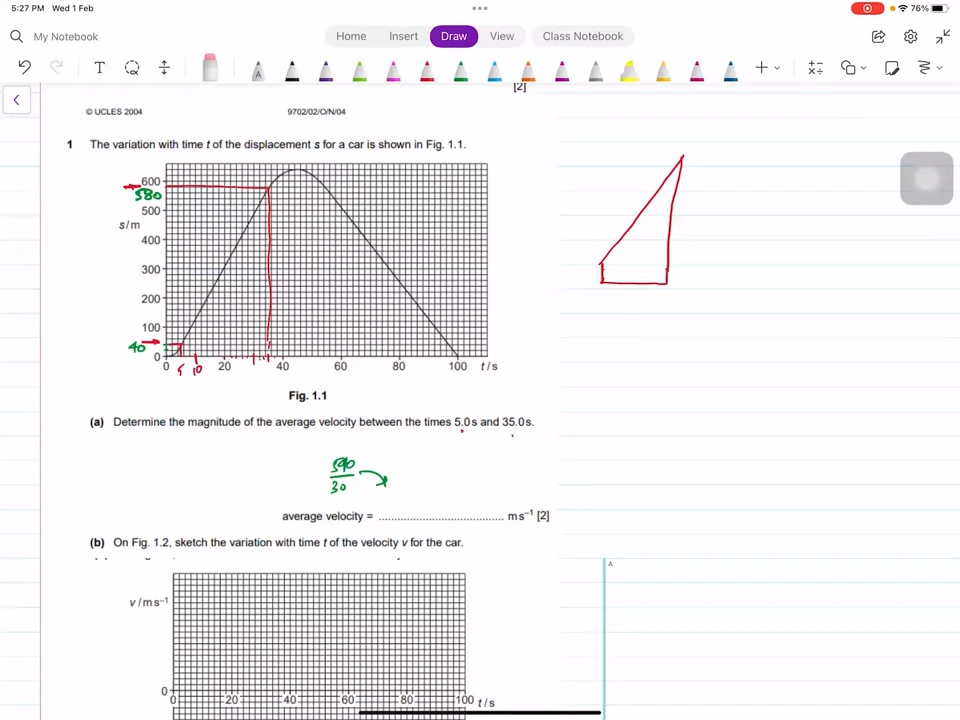 5:27 PM Wed 1 Feb
76%
My Notebook
Home Insert Draw View Class Notebook
[2]
© UCLES 2004 9702/02/O/N/04
1 The variation with time t of the displacement s for a car is shown in Fig. 1.1.
600
580
500
s/m
400
300
200
100
40
0
0 5 10 20 40 60 80 100 t/s
Fig. 1.1
(a) Determine the magnitude of the average velocity between the times 5.0s and 35.0s.
540
30
average velocity = ........................................ ms⁻¹ [2]
(b) On Fig. 1.2, sketch the variation with time t of the velocity v for the car.
A
v/ms⁻¹
0
0 20 40 60 80 100 t/s